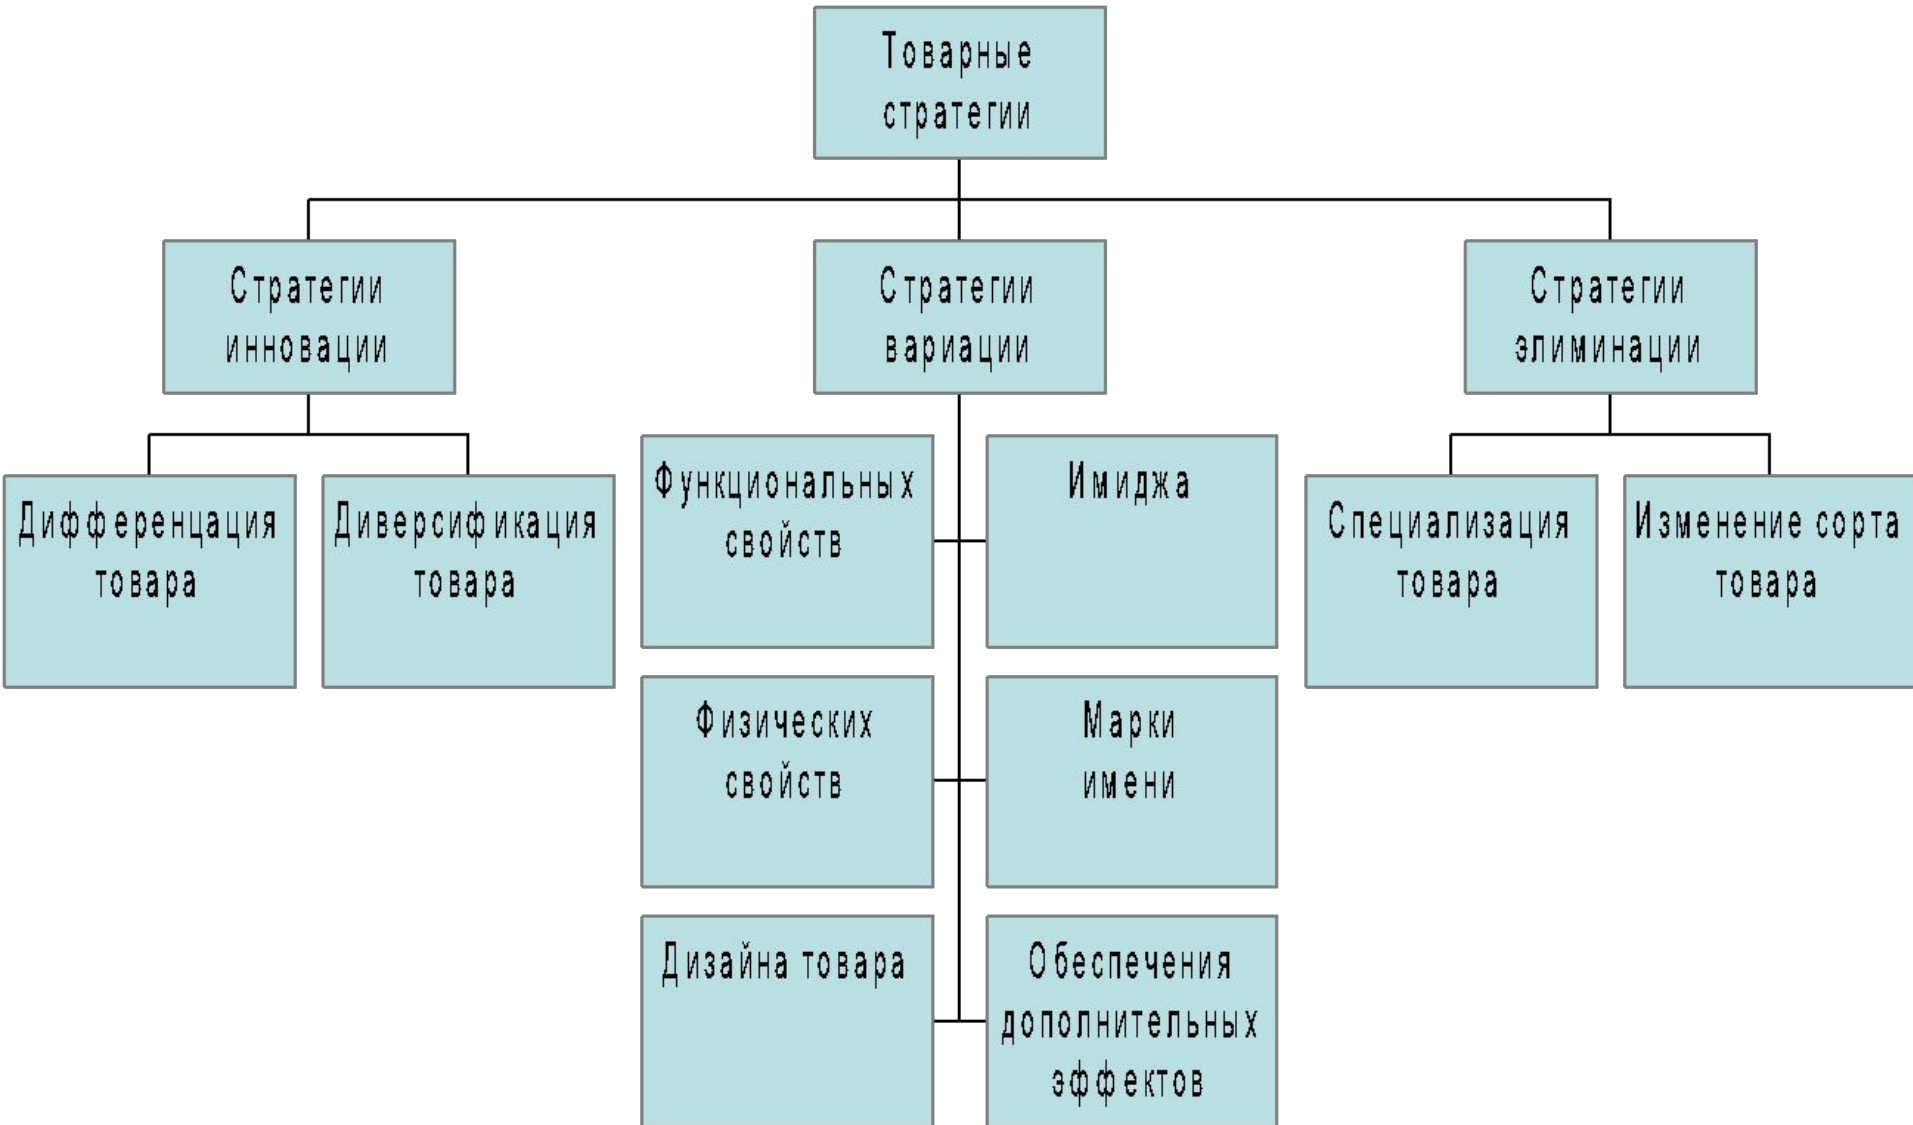 Товарные
стратегии
Стратегии
инновации
Стратегии
вариации
Стратегии
элиминации
Дифференцация
товара
Диверсификация
товара
Функциональных
свойств
Имиджа
Специализация
товара
Изменение сорта
товара
Физических
свойств
Марки
имени
Дизайна товара
Обеспечения
дополнительных
эффектов